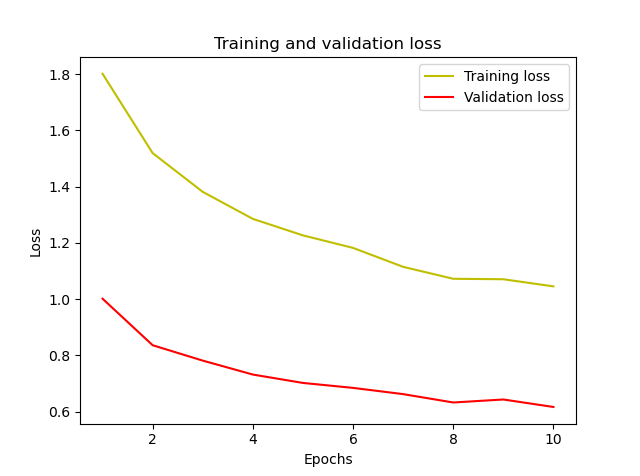 Training and validation loss
Training loss
Validation loss
1.8
1.6
1.4
1.2
1.0
0.8
0.6
Loss
2
4
6
8
10
Epochs